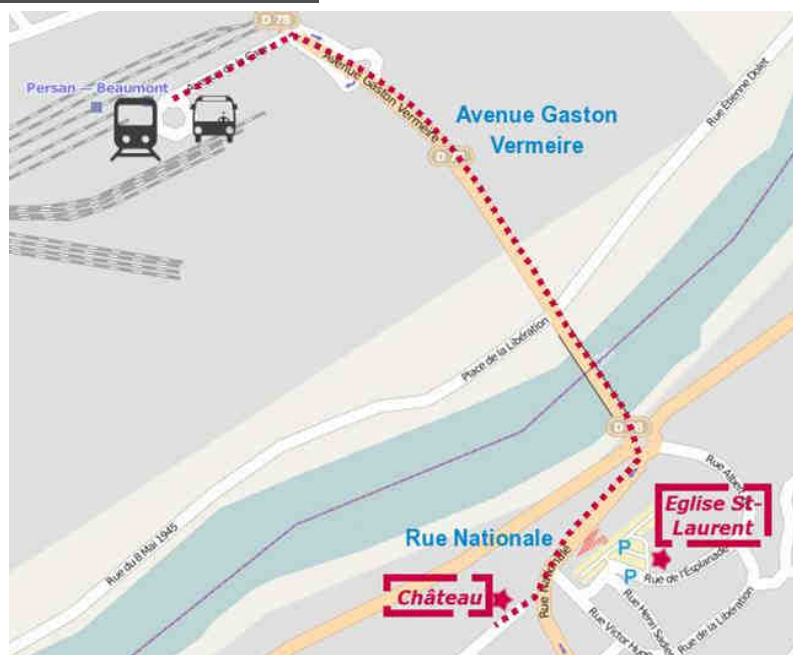 D 78
Persan — Beaumont
Avenue Gaston Vermeire
Avenue Gaston
Vermeire
Rue Étienne Dolet
Place de la Libération
Rue du 8 Mai 1945
Rue Albert
Eglise St-
Laurent
Rue Nationale
P
P
Rue de l'Esplanade
Château
Rue Nationale
Rue Henri Sadier
Rue de la Libération
Rue Victor Hugo